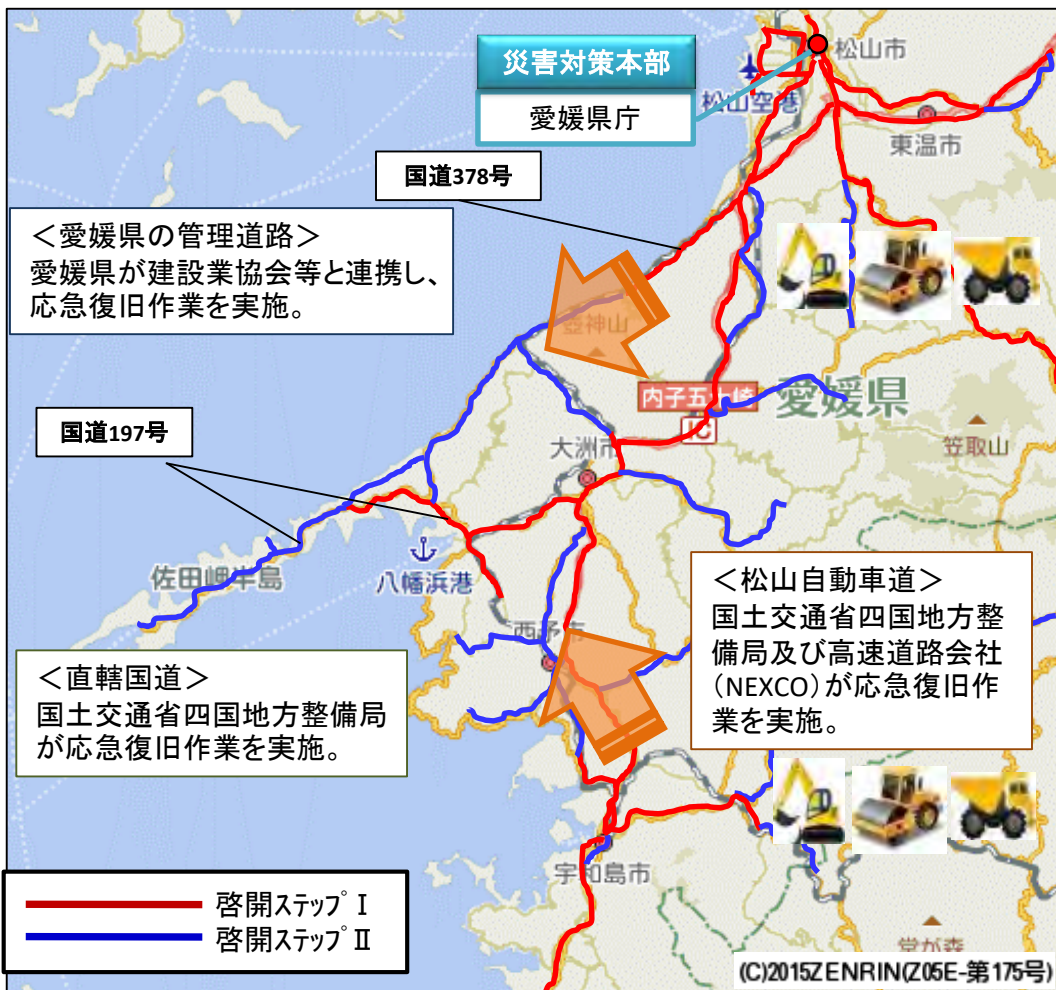 災害対策本部
愛媛県庁
松山市
松山空港
東温市
国道378号
＜愛媛県の管理道路＞
愛媛県が建設業協会等と連携し、
応急復旧作業を実施。
壺神山
内子五十崎
IC
愛媛県
笠取山
大洲市
国道197号
佐田岬半島
八幡浜港
西予市
＜松山自動車道＞
国土交通省四国地方整
備局及び高速道路会社
（NEXCO）が応急復旧作
業を実施。
＜直轄国道＞
国土交通省四国地方整備局
が応急復旧作業を実施。
宇和島市
啓開ステップⅠ
啓開ステップⅡ
堂が森
(C)2015ZENRIN(Z05E-第175号)